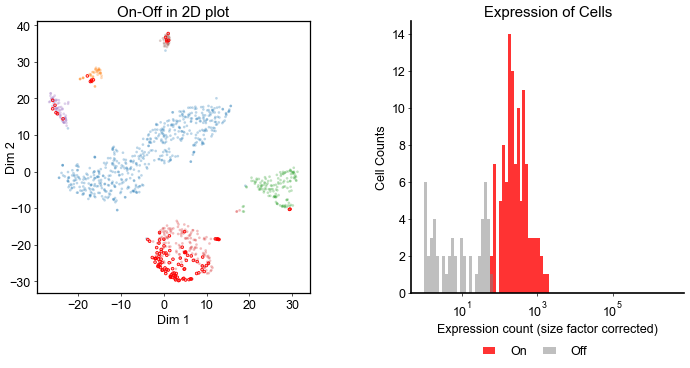 On-Off in 2D plot
40
30
20
10
0
−10
−20
−30
Dim 2
−20 −10 0 10 20 30
Dim 1
Expression of Cells
14
12
10
8
6
4
2
0
Cell Counts
10¹ 10³ 10⁵
Expression count (size factor corrected)
On Off